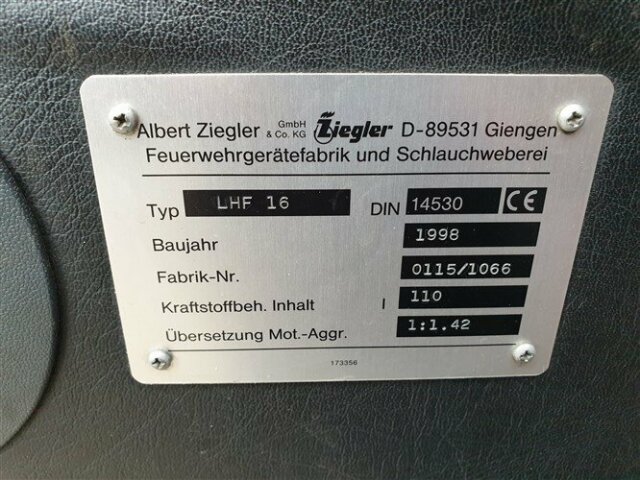 Albert Ziegler GmbH & Co. KG Ziegler D-89531 Giengen
Feuerwehrgerätefabrik und Schlauchweberei
Typ LHF 16 DIN 14530 CE
Baujahr 1998
Fabrik-Nr. 0115/1066
Kraftstoffbeh. Inhalt l 110
Übersetzung Mot.-Aggr. 1:1.42
173356